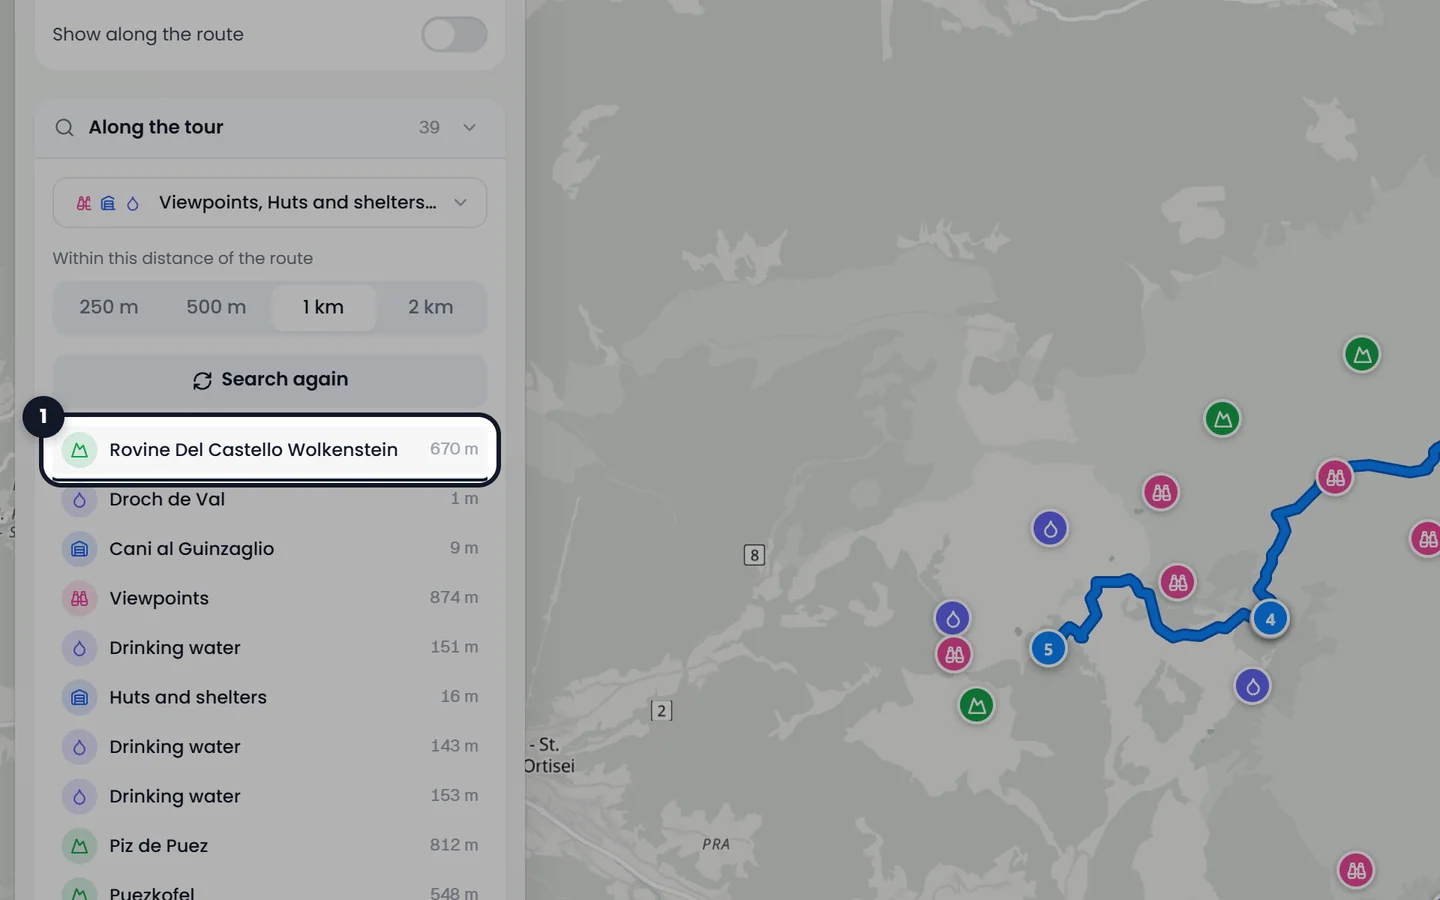 Show along the route
Along the tour 39
Viewpoints, Huts and shelters...
Within this distance of the route
250 m 500 m 1 km 2 km
Search again
1
Rovine Del Castello Wolkenstein 670 m
Droch de Val 1 m
Cani al Guinzaglio 9 m
Viewpoints 874 m
Drinking water 151 m
Huts and shelters 16 m
Drinking water 143 m
Drinking water 153 m
Piz de Puez 812 m
Puezkofel 548 m
8
4
5
2
- St.
Ortisei
PRA